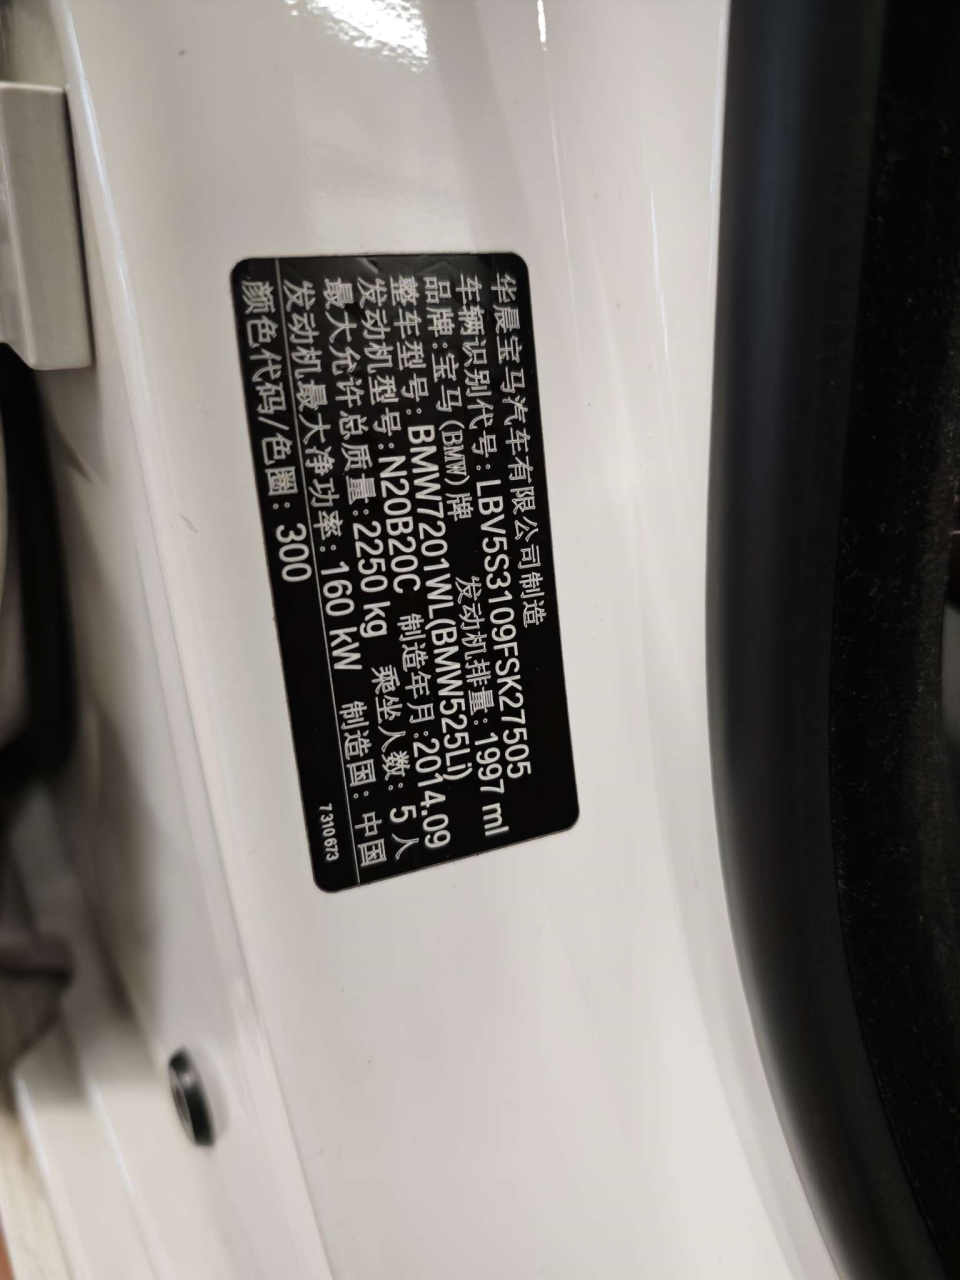 华晨宝马汽车有限公司制造
车辆识别代号:LBV5S3109FSK27505
品牌:宝马(BMW)牌 发动机排量:1997 ml
整车型号:BMW7201WL(BMW525Li)
发动机型号:N20B20C 制造年月:2014.09
最大允许总质量:2250 kg 乘坐人数: 5 人
发动机最大净功率: 160 kW 制造国: 中国
颜色代码/色圈: 300
7310673